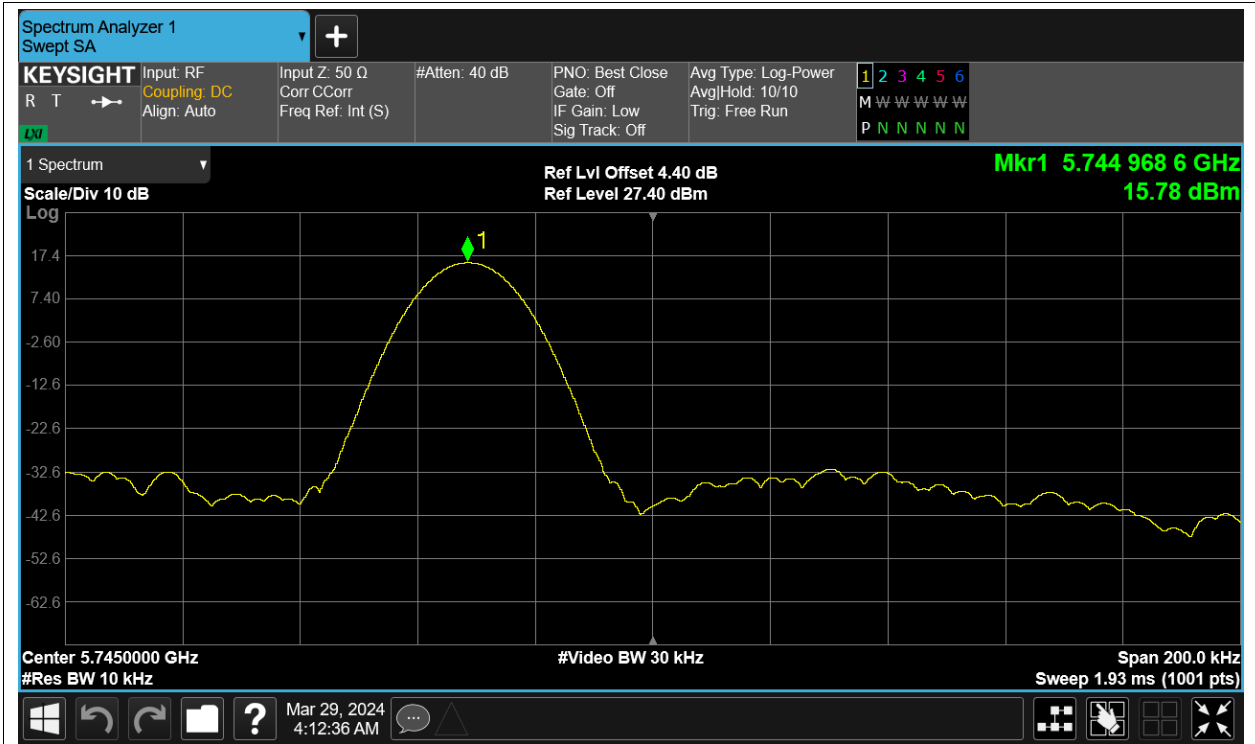 Spectrum Analyzer 1
Swept SA
KEYSIGHT
R T
LXI
Input: RF
Coupling: DC
Align: Auto
Input Z: 50 Ω
Corr CCorr
Freq Ref: Int (S)
#Atten: 40 dB
PNO: Best Close
Gate: Off
IF Gain: Low
Sig Track: Off
Avg Type: Log-Power
Avg|Hold: 10/10
Trig: Free Run
1 2 3 4 5 6
M W W W W W
P N N N N N
1 Spectrum
Scale/Div 10 dB
Log
Ref Lvl Offset 4.40 dB
Ref Level 27.40 dBm
Mkr1 5.744 968 6 GHz
15.78 dBm
1
17.4
7.40
-2.60
-12.6
-22.6
-32.6
-42.6
-52.6
-62.6
Center 5.7450000 GHz
#Res BW 10 kHz
#Video BW 30 kHz
Span 200.0 kHz
Sweep 1.93 ms (1001 pts)
?
Mar 29, 2024
4:12:36 AM